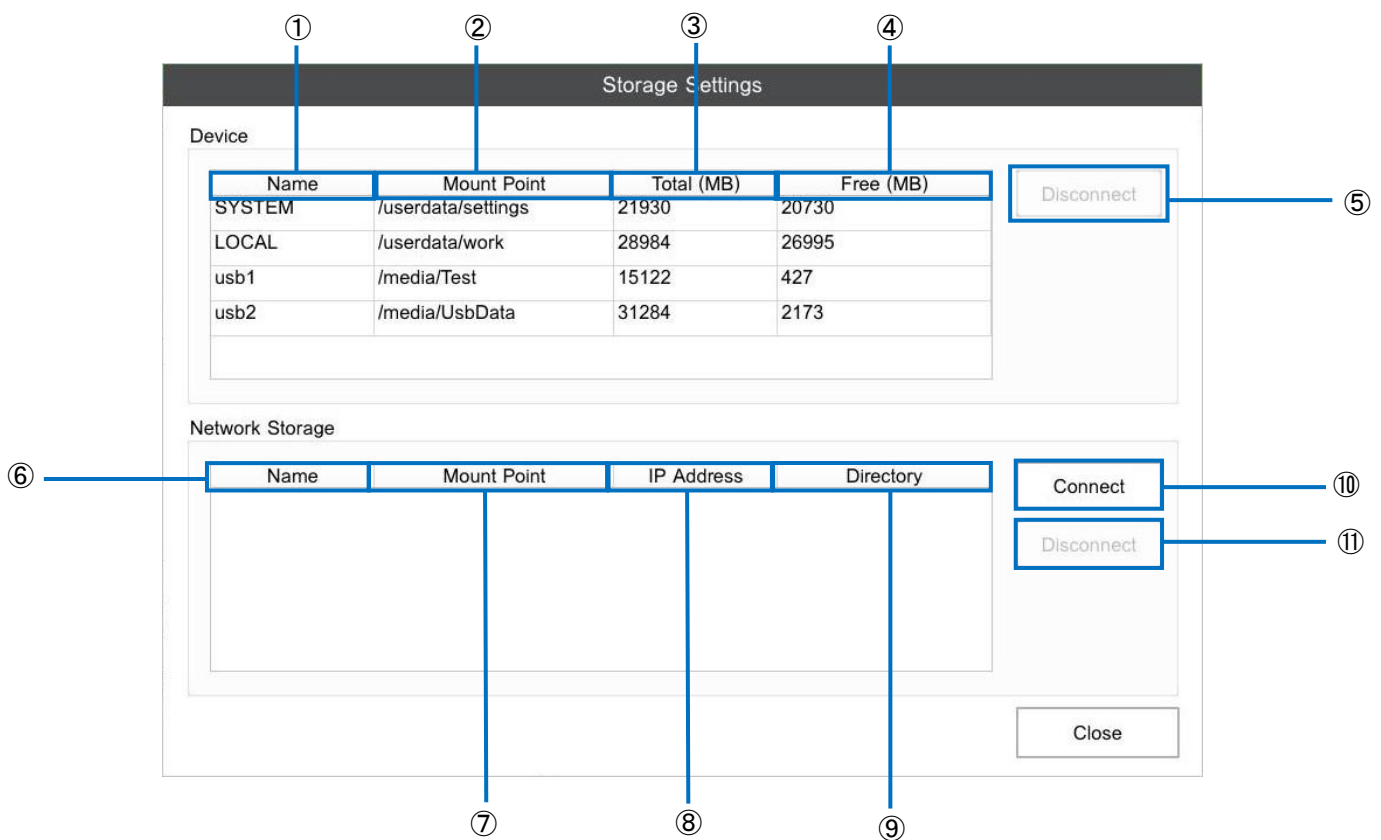 ① ② ③ ④
Storage Settings
Device
Name Mount Point Total (MB) Free (MB)
Disconnect
⑤
SYSTEM /userdata/settings 21930 20730
LOCAL /userdata/work 28984 26995
usb1 /media/Test 15122 427
usb2 /media/UsbData 31284 2173
Network Storage
⑥
Name Mount Point IP Address Directory
Connect
⑩
Disconnect
⑪
Close
⑦ ⑧ ⑨